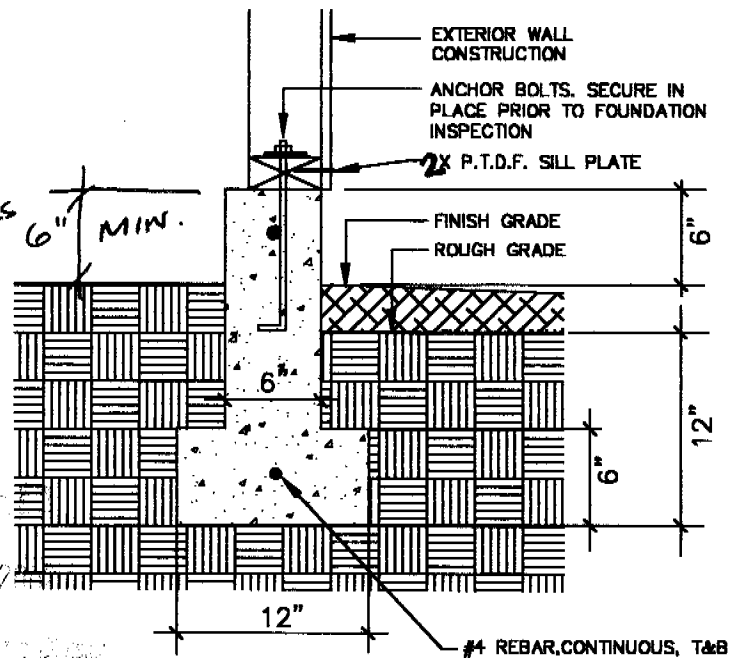 EXTERIOR WALL
CONSTRUCTION
ANCHOR BOLTS. SECURE IN
PLACE PRIOR TO FOUNDATION
INSPECTION
2X P.T.D.F. SILL PLATE
6" MIN.
FINISH GRADE
ROUGH GRADE
6"
6"
12"
6"
12"
#4 REBAR,CONTINUOUS, T&B